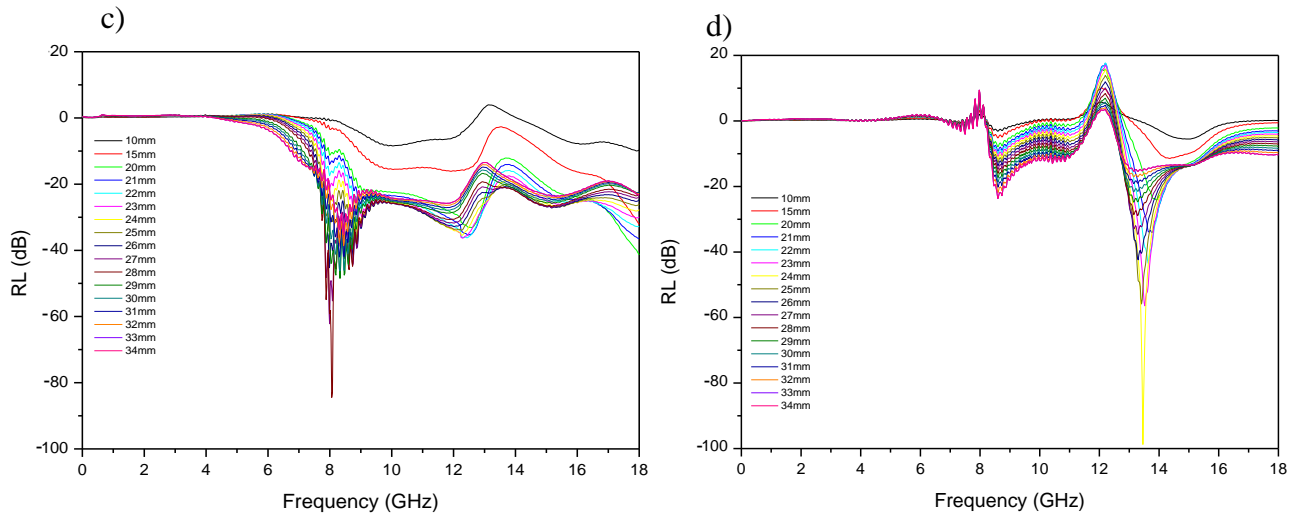 c)
20
0
-20
-40
-60
-80
-100
RL (dB)
10mm
15mm
20mm
21mm
22mm
23mm
24mm
25mm
26mm
27mm
28mm
29mm
30mm
31mm
32mm
33mm
34mm
0 2 4 6 8 10 12 14 16 18
Frequency (GHz)
d)
20
0
-20
-40
-60
-80
-100
RL (dB)
10mm
15mm
20mm
21mm
22mm
23mm
24mm
25mm
26mm
27mm
28mm
29mm
30mm
31mm
32mm
33mm
34mm
0 2 4 6 8 10 12 14 16 18
Frequency (GHz)